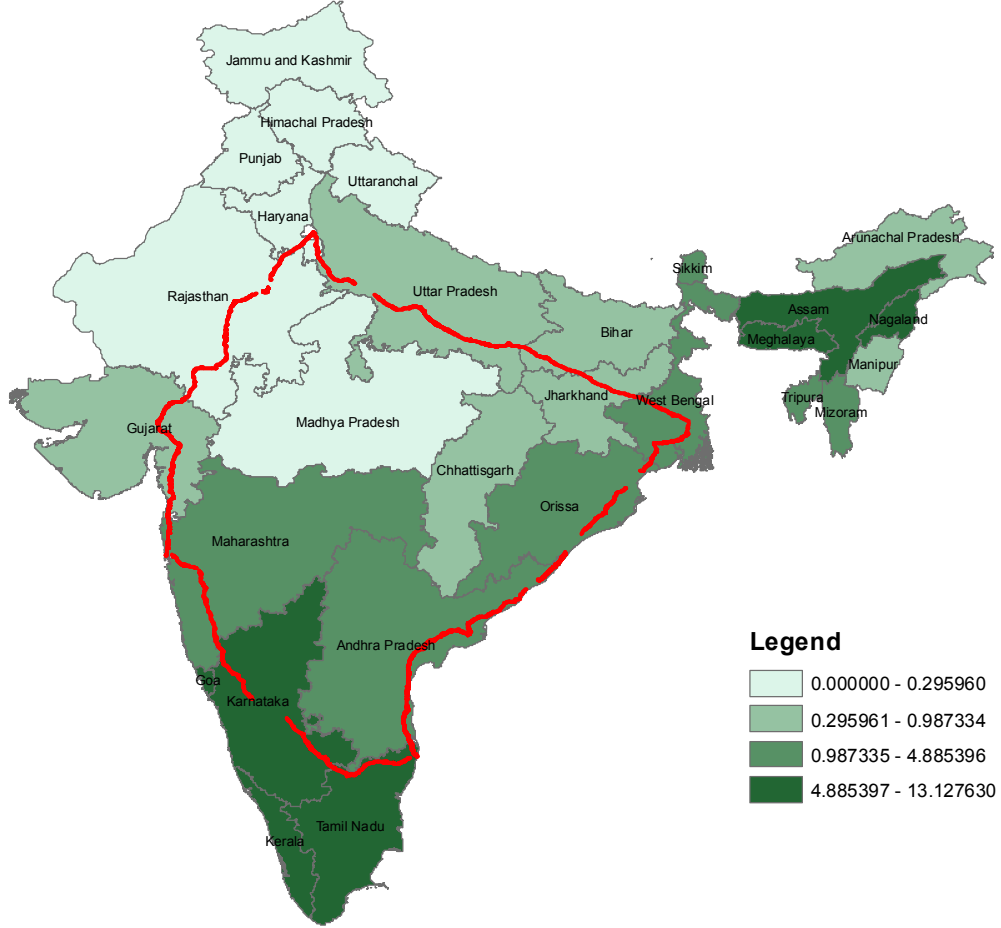 Jammu and Kashmir
Himachal Pradesh
Punjab
Uttaranchal
Haryana
Arunachal Pradesh
Sikkim
Rajasthan
Uttar Pradesh
Assam
Nagaland
Bihar
Meghalaya
Manipur
Jharkhand
West Bengal
Tripura
Mizoram
Gujarat
Madhya Pradesh
Chhattisgarh
Orissa
Maharashtra
Andhra Pradesh
Goa
Karnataka
Tamil Nadu
Kerala
Legend
0.000000 - 0.295960
0.295961 - 0.987334
0.987335 - 4.885396
4.885397 - 13.127630